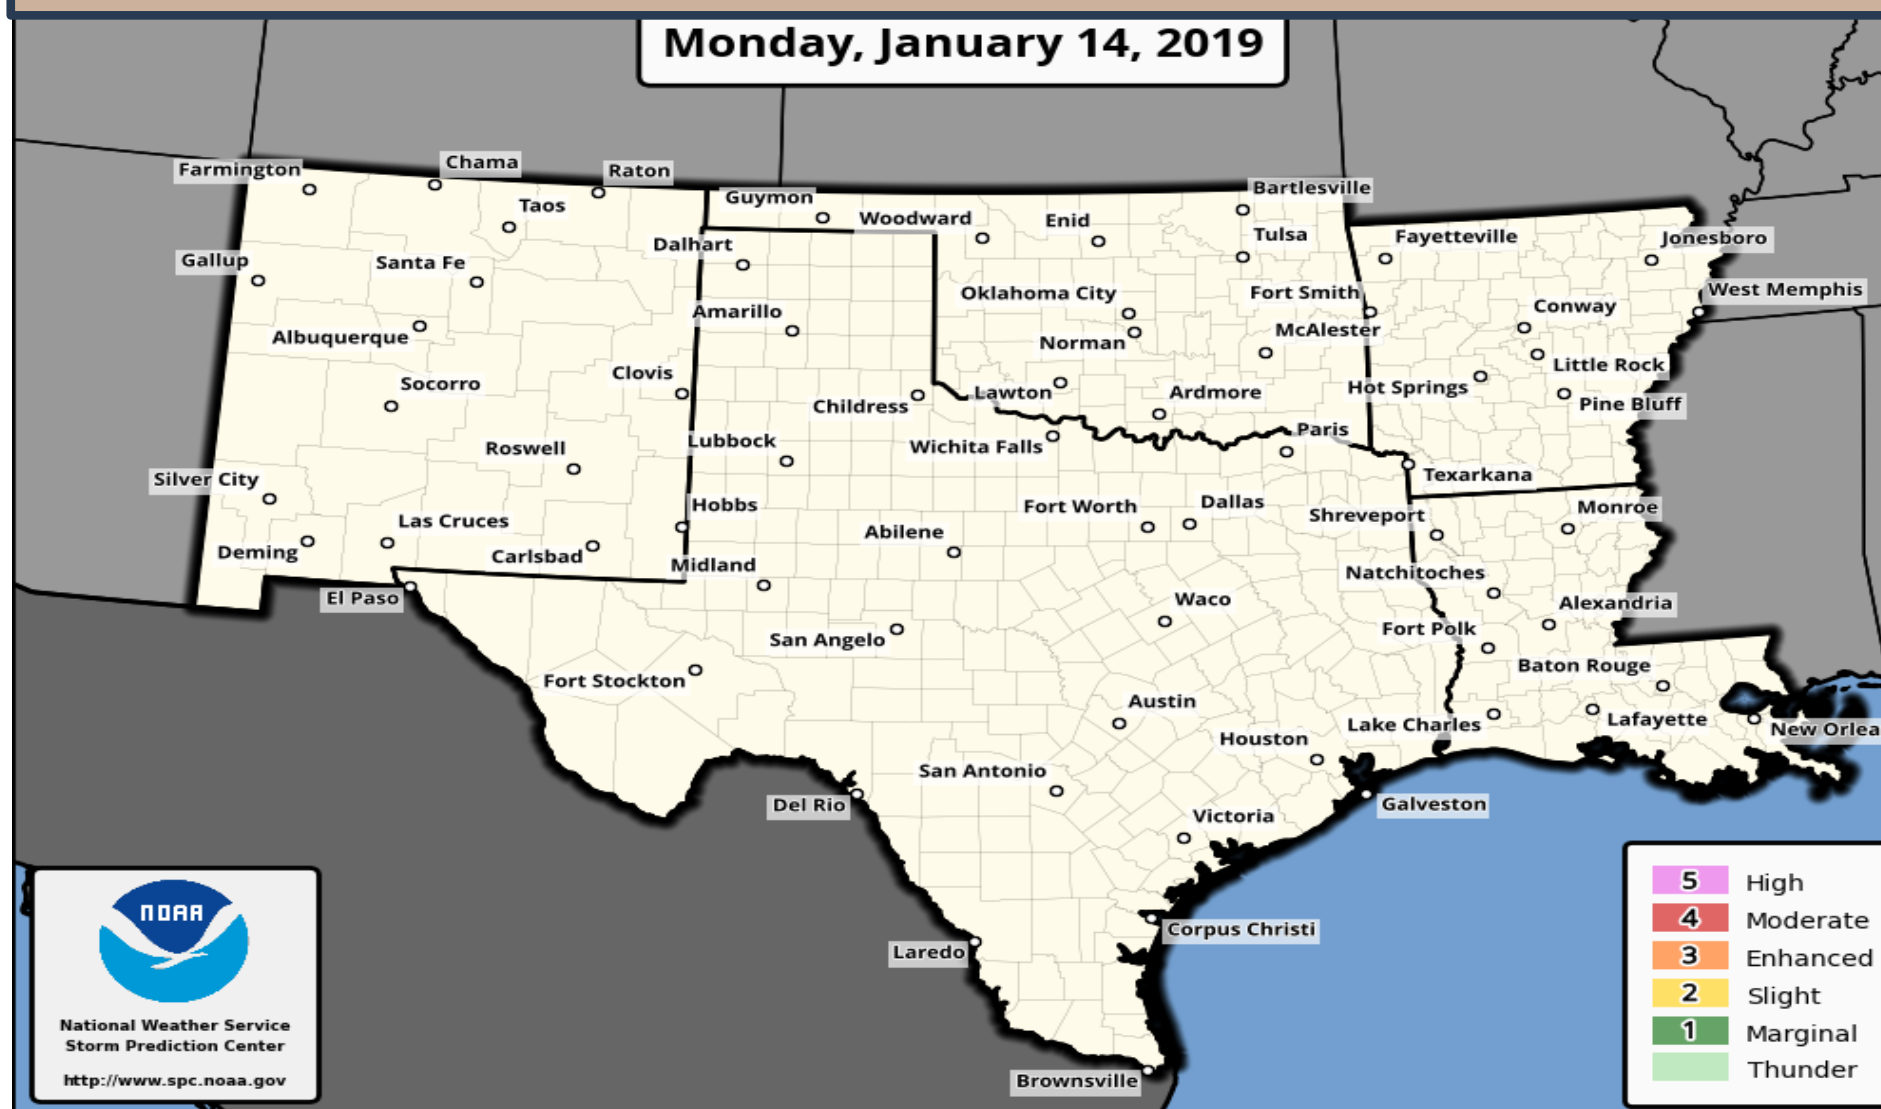 Monday, January 14, 2019
Farmington
Chama
Raton
Taos
Guymon
Woodward
Enid
Bartlesville
Tulsa
Fayetteville
Jonesboro
Gallup
Santa Fe
Dalhart
Oklahoma City
Fort Smith
West Memphis
Albuquerque
Amarillo
Norman
McAlester
Conway
Little Rock
Socorro
Clovis
Childress
Lawton
Ardmore
Hot Springs
Pine Bluff
Roswell
Lubbock
Wichita Falls
Paris
Texarkana
Silver City
Hobbs
Fort Worth
Dallas
Shreveport
Monroe
Deming
Las Cruces
Carlsbad
Midland
Abilene
Natchitoches
El Paso
San Angelo
Waco
Fort Polk
Alexandria
Fort Stockton
Austin
Baton Rouge
Houston
Lake Charles
Lafayette
New Orlea
San Antonio
Del Rio
Victoria
Galveston
Laredo
Corpus Christi
Brownsville
NOAA
National Weather Service
Storm Prediction Center
http://www.spc.noaa.gov
5 High
4 Moderate
3 Enhanced
2 Slight
1 Marginal
Thunder